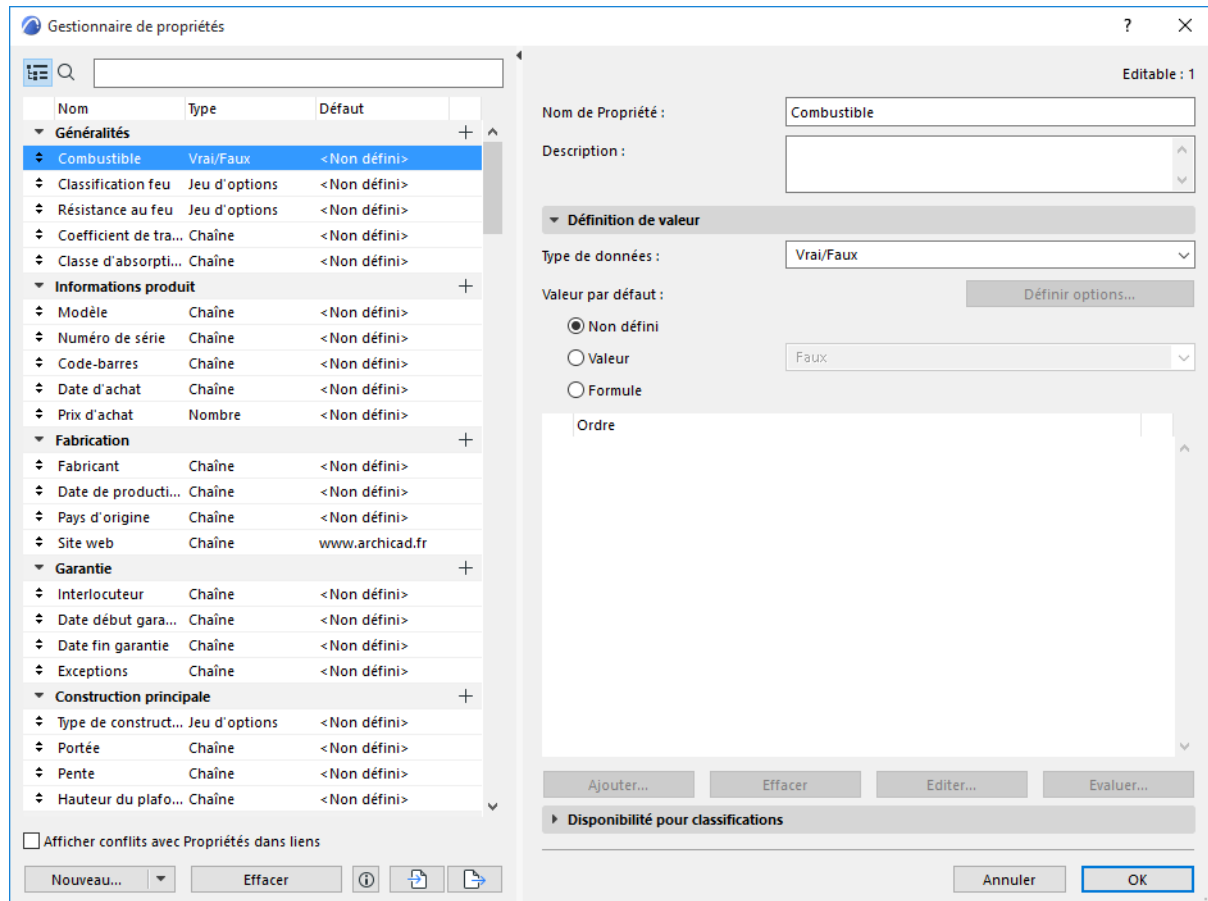 Gestionnaire de propriétés
?
Editable : 1
Nom Type Défaut
Généralités
Combustible Vrai/Faux <Non défini>
Classification feu Jeu d'options <Non défini>
Résistance au feu Jeu d'options <Non défini>
Coefficient de tra... Chaîne <Non défini>
Classe d'absorpti... Chaîne <Non défini>
Informations produit
Modèle Chaîne <Non défini>
Numéro de série Chaîne <Non défini>
Code-barres Chaîne <Non défini>
Date d'achat Chaîne <Non défini>
Prix d'achat Nombre <Non défini>
Fabrication
Fabricant Chaîne <Non défini>
Date de producti... Chaîne <Non défini>
Pays d'origine Chaîne <Non défini>
Site web Chaîne www.archicad.fr
Garantie
Interlocuteur Chaîne <Non défini>
Date début gara... Chaîne <Non défini>
Date fin garantie Chaîne <Non défini>
Exceptions Chaîne <Non défini>
Construction principale
Type de construct... Jeu d'options <Non défini>
Portée Chaîne <Non défini>
Pente Chaîne <Non défini>
Hauteur du plafo... Chaîne <Non défini>
Afficher conflits avec Propriétés dans liens
Nouveau... Effacer
Nom de Propriété : Combustible
Description :
Définition de valeur
Type de données : Vrai/Faux
Valeur par défaut : Définir options...
Non défini
Valeur Faux
Formule
Ordre
Ajouter... Effacer Editer... Evaluer...
Disponibilité pour classifications
Annuler OK